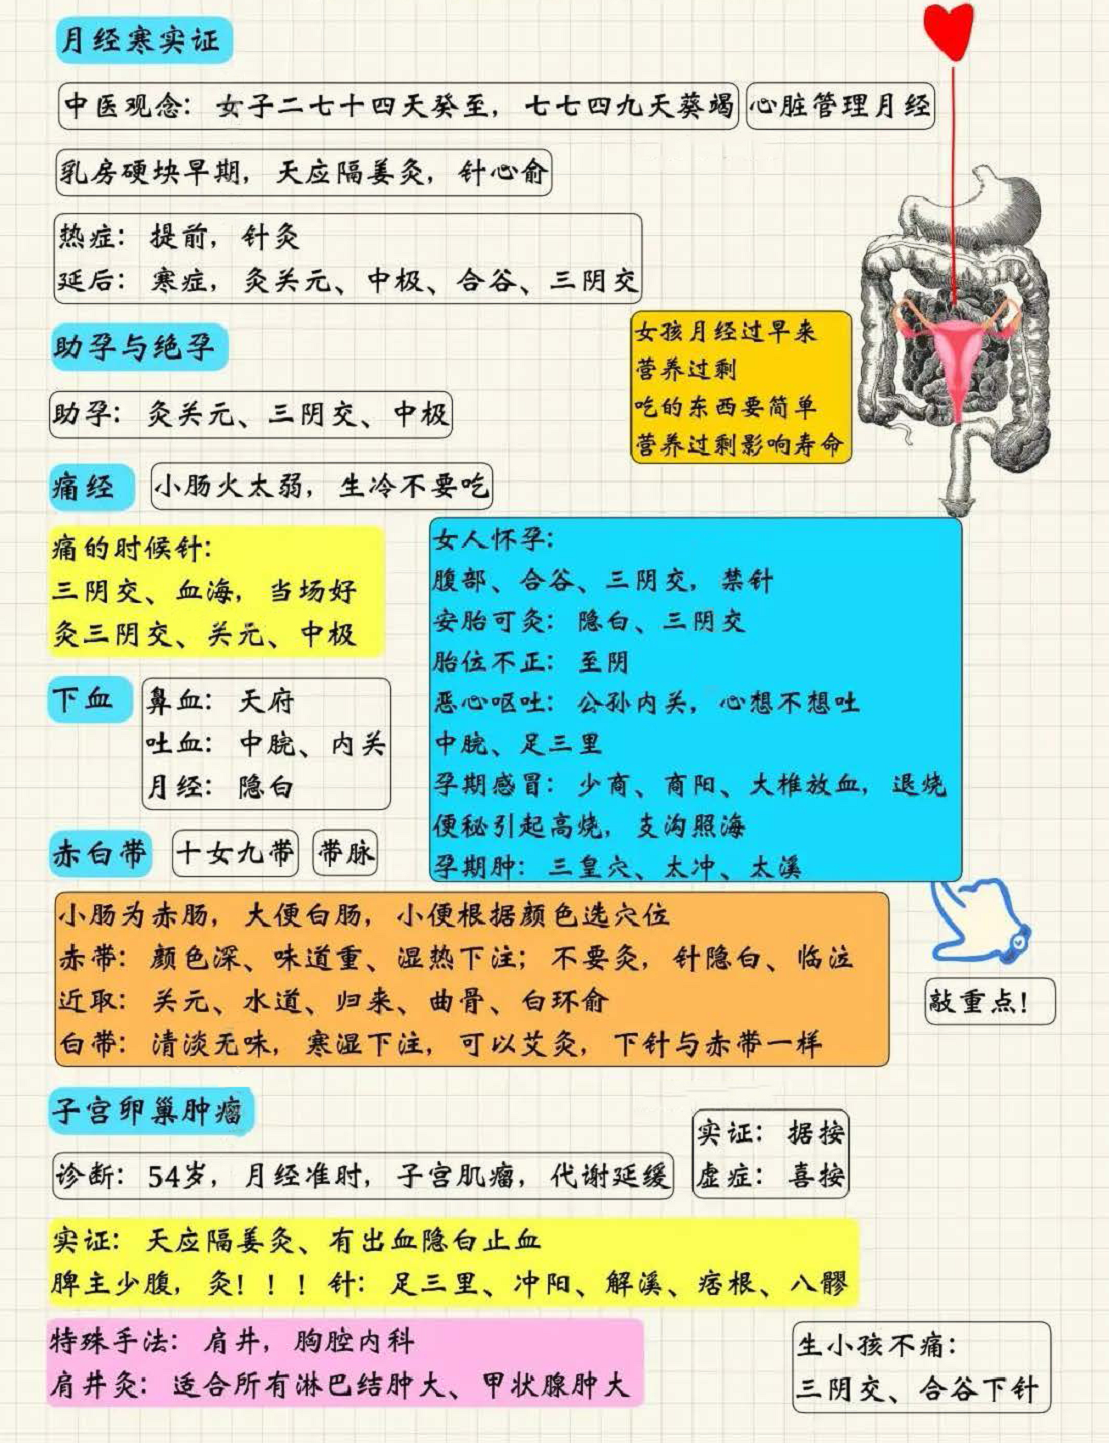 月经寒实证
中医观念：女子二七十四天癸至，七七四九天葵竭
心脏管理月经
乳房硬块早期，天应隔姜灸，针心俞
热症：提前，针灸
延后：寒症，灸关元、中极、合谷、三阴交
女孩月经过早来
营养过剩
吃的东西要简单
营养过剩影响寿命
助孕与绝孕
助孕：灸关元、三阴交、中极
痛经
小肠火太弱，生冷不要吃
痛的时候针：
三阴交、血海，当场好
灸三阴交、关元、中极
女人怀孕：
腹部、合谷、三阴交，禁针
安胎可灸：隐白、三阴交
胎位不正：至阴
恶心呕吐：公孙内关，心想不想吐
中脘、足三里
孕期感冒：少商、商阳、大椎放血，退烧
便秘引起高烧，支沟照海
孕期肿：三皇穴、太冲、太溪
下血
鼻血：天府
吐血：中脘、内关
月经：隐白
赤白带
十女九带
带脉
小肠为赤肠，大便白肠，小便根据颜色选穴位
赤带：颜色深、味道重、湿热下注；不要灸，针隐白、临泣
近取：关元、水道、归来、曲骨、白环俞
白带：清淡无味，寒湿下注，可以艾灸，下针与赤带一样
敲重点！
子宫卵巢肿瘤
诊断：54岁，月经准时，子宫肌瘤，代谢延缓
实证：据按
虚症：喜按
实证：天应隔姜灸、有出血隐白止血
脾主少腹，灸！！！针：足三里、冲阳、解溪、痞根、八髎
特殊手法：肩井，胸腔内科
肩井灸：适合所有淋巴结肿大、甲状腺肿大
生小孩不痛：
三阴交、合谷下针